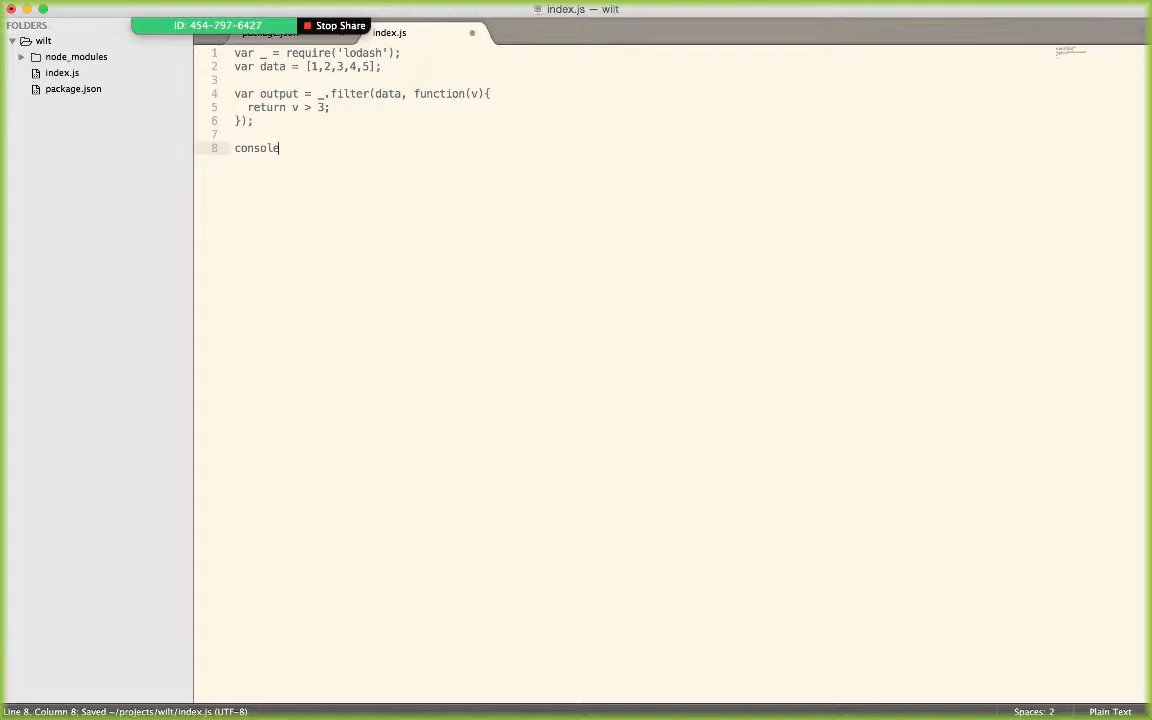 index.js — wilt
FOLDERS
ID: 454-797-6427
Stop Share
package.json
index.js
wilt
node_modules
index.js
package.json
1 var _ = require('lodash');
2 var data = [1,2,3,4,5];
3
4 var output = _.filter(data, function(v){
5   return v > 3;
6 });
7
8 console
Line 8, Column 8; Saved ~/projects/wilt/index.js (UTF-8)
Spaces: 2
Plain Text